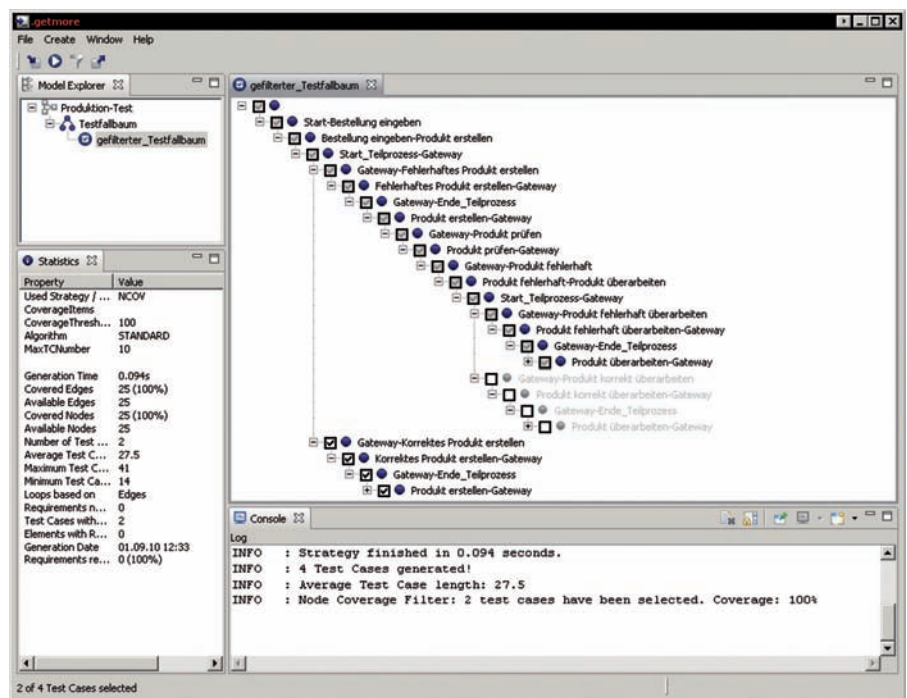 .getmore
File Create Window Help
Model Explorer
Produktion-Test
Testfallbaum
gefilterter_Testfallbaum
Statistics
Property Value
Used Strategy / ... NCOV
CoverageItems
CoverageThresh... 100
Algorithm STANDARD
MaxTCNumber 10
Generation Time 0.094s
Covered Edges 25 (100%)
Available Edges 25
Covered Nodes 25 (100%)
Available Nodes 25
Number of Test ... 2
Average Test C... 27.5
Maximum Test C... 41
Minimum Test Ca... 14
Loops based on Edges
Requirements n... 0
Test Cases with... 2
Elements with R... 0
Generation Date 01.09.10 12:33
Requirements re... 0 (100%)
gefilterter_Testfallbaum
Start-Bestellung eingeben
Bestellung eingeben-Produkt erstellen
Start_Teilprozess-Gateway
Gateway-Fehlerhaftes Produkt erstellen
Fehlerhaftes Produkt erstellen-Gateway
Gateway-Ende_Teilprozess
Produkt erstellen-Gateway
Gateway-Produkt prüfen
Produkt prüfen-Gateway
Gateway-Produkt fehlerhaft
Produkt fehlerhaft-Produkt überarbeiten
Start_Teilprozess-Gateway
Gateway-Produkt fehlerhaft überarbeiten
Produkt fehlerhaft überarbeiten-Gateway
Gateway-Ende_Teilprozess
Produkt überarbeiten-Gateway
Gateway-Produkt korrekt überarbeiten
Produkt korrekt überarbeiten-Gateway
Gateway-Ende_Teilprozess
Produkt überarbeiten-Gateway
Gateway-Korrektes Produkt erstellen
Korrektes Produkt erstellen-Gateway
Gateway-Ende_Teilprozess
Produkt erstellen-Gateway
Console
Log
INFO : Strategy finished in 0.094 seconds.
INFO : 4 Test Cases generated!
INFO : Average Test Case length: 27.5
INFO : Node Coverage Filter: 2 test cases have been selected. Coverage: 100%
2 of 4 Test Cases selected